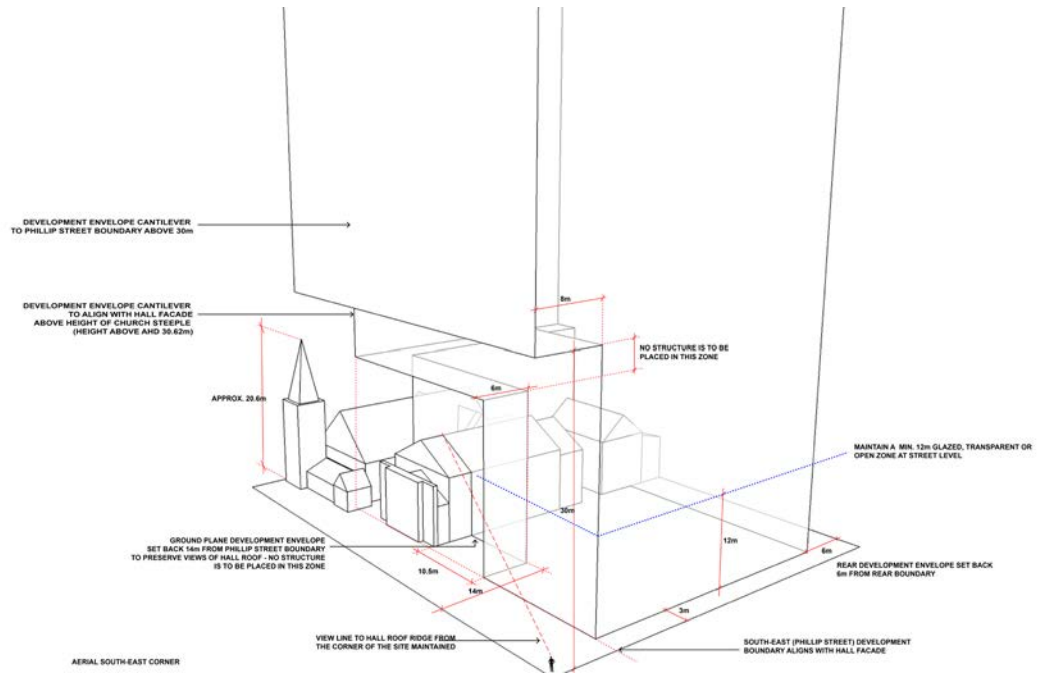 DEVELOPMENT ENVELOPE CANTILEVER
TO PHILLIP STREET BOUNDARY ABOVE 30m
8m
DEVELOPMENT ENVELOPE CANTILEVER
TO ALIGN WITH HALL FACADE
ABOVE HEIGHT OF CHURCH STEEPLE
(HEIGHT ABOVE AHD 30.62m)
NO STRUCTURE IS TO BE
PLACED IN THIS ZONE
6m
APPROX. 20.6m
MAINTAIN A MIN. 12m GLAZED, TRANSPARENT OR
OPEN ZONE AT STREET LEVEL
30m
12m
GROUND PLANE DEVELOPMENT ENVELOPE
SET BACK 14m FROM PHILLIP STREET BOUNDARY
TO PRESERVE VIEWS OF HALL ROOF - NO STRUCTURE
IS TO BE PLACED IN THIS ZONE
6m
REAR DEVELOPMENT ENVELOPE SET BACK
6m FROM REAR BOUNDARY
10.5m
14m
3m
VIEW LINE TO HALL ROOF RIDGE FROM
THE CORNER OF THE SITE MAINTAINED
SOUTH-EAST (PHILLIP STREET) DEVELOPMENT
BOUNDARY ALIGNS WITH HALL FACADE
AERIAL SOUTH-EAST CORNER